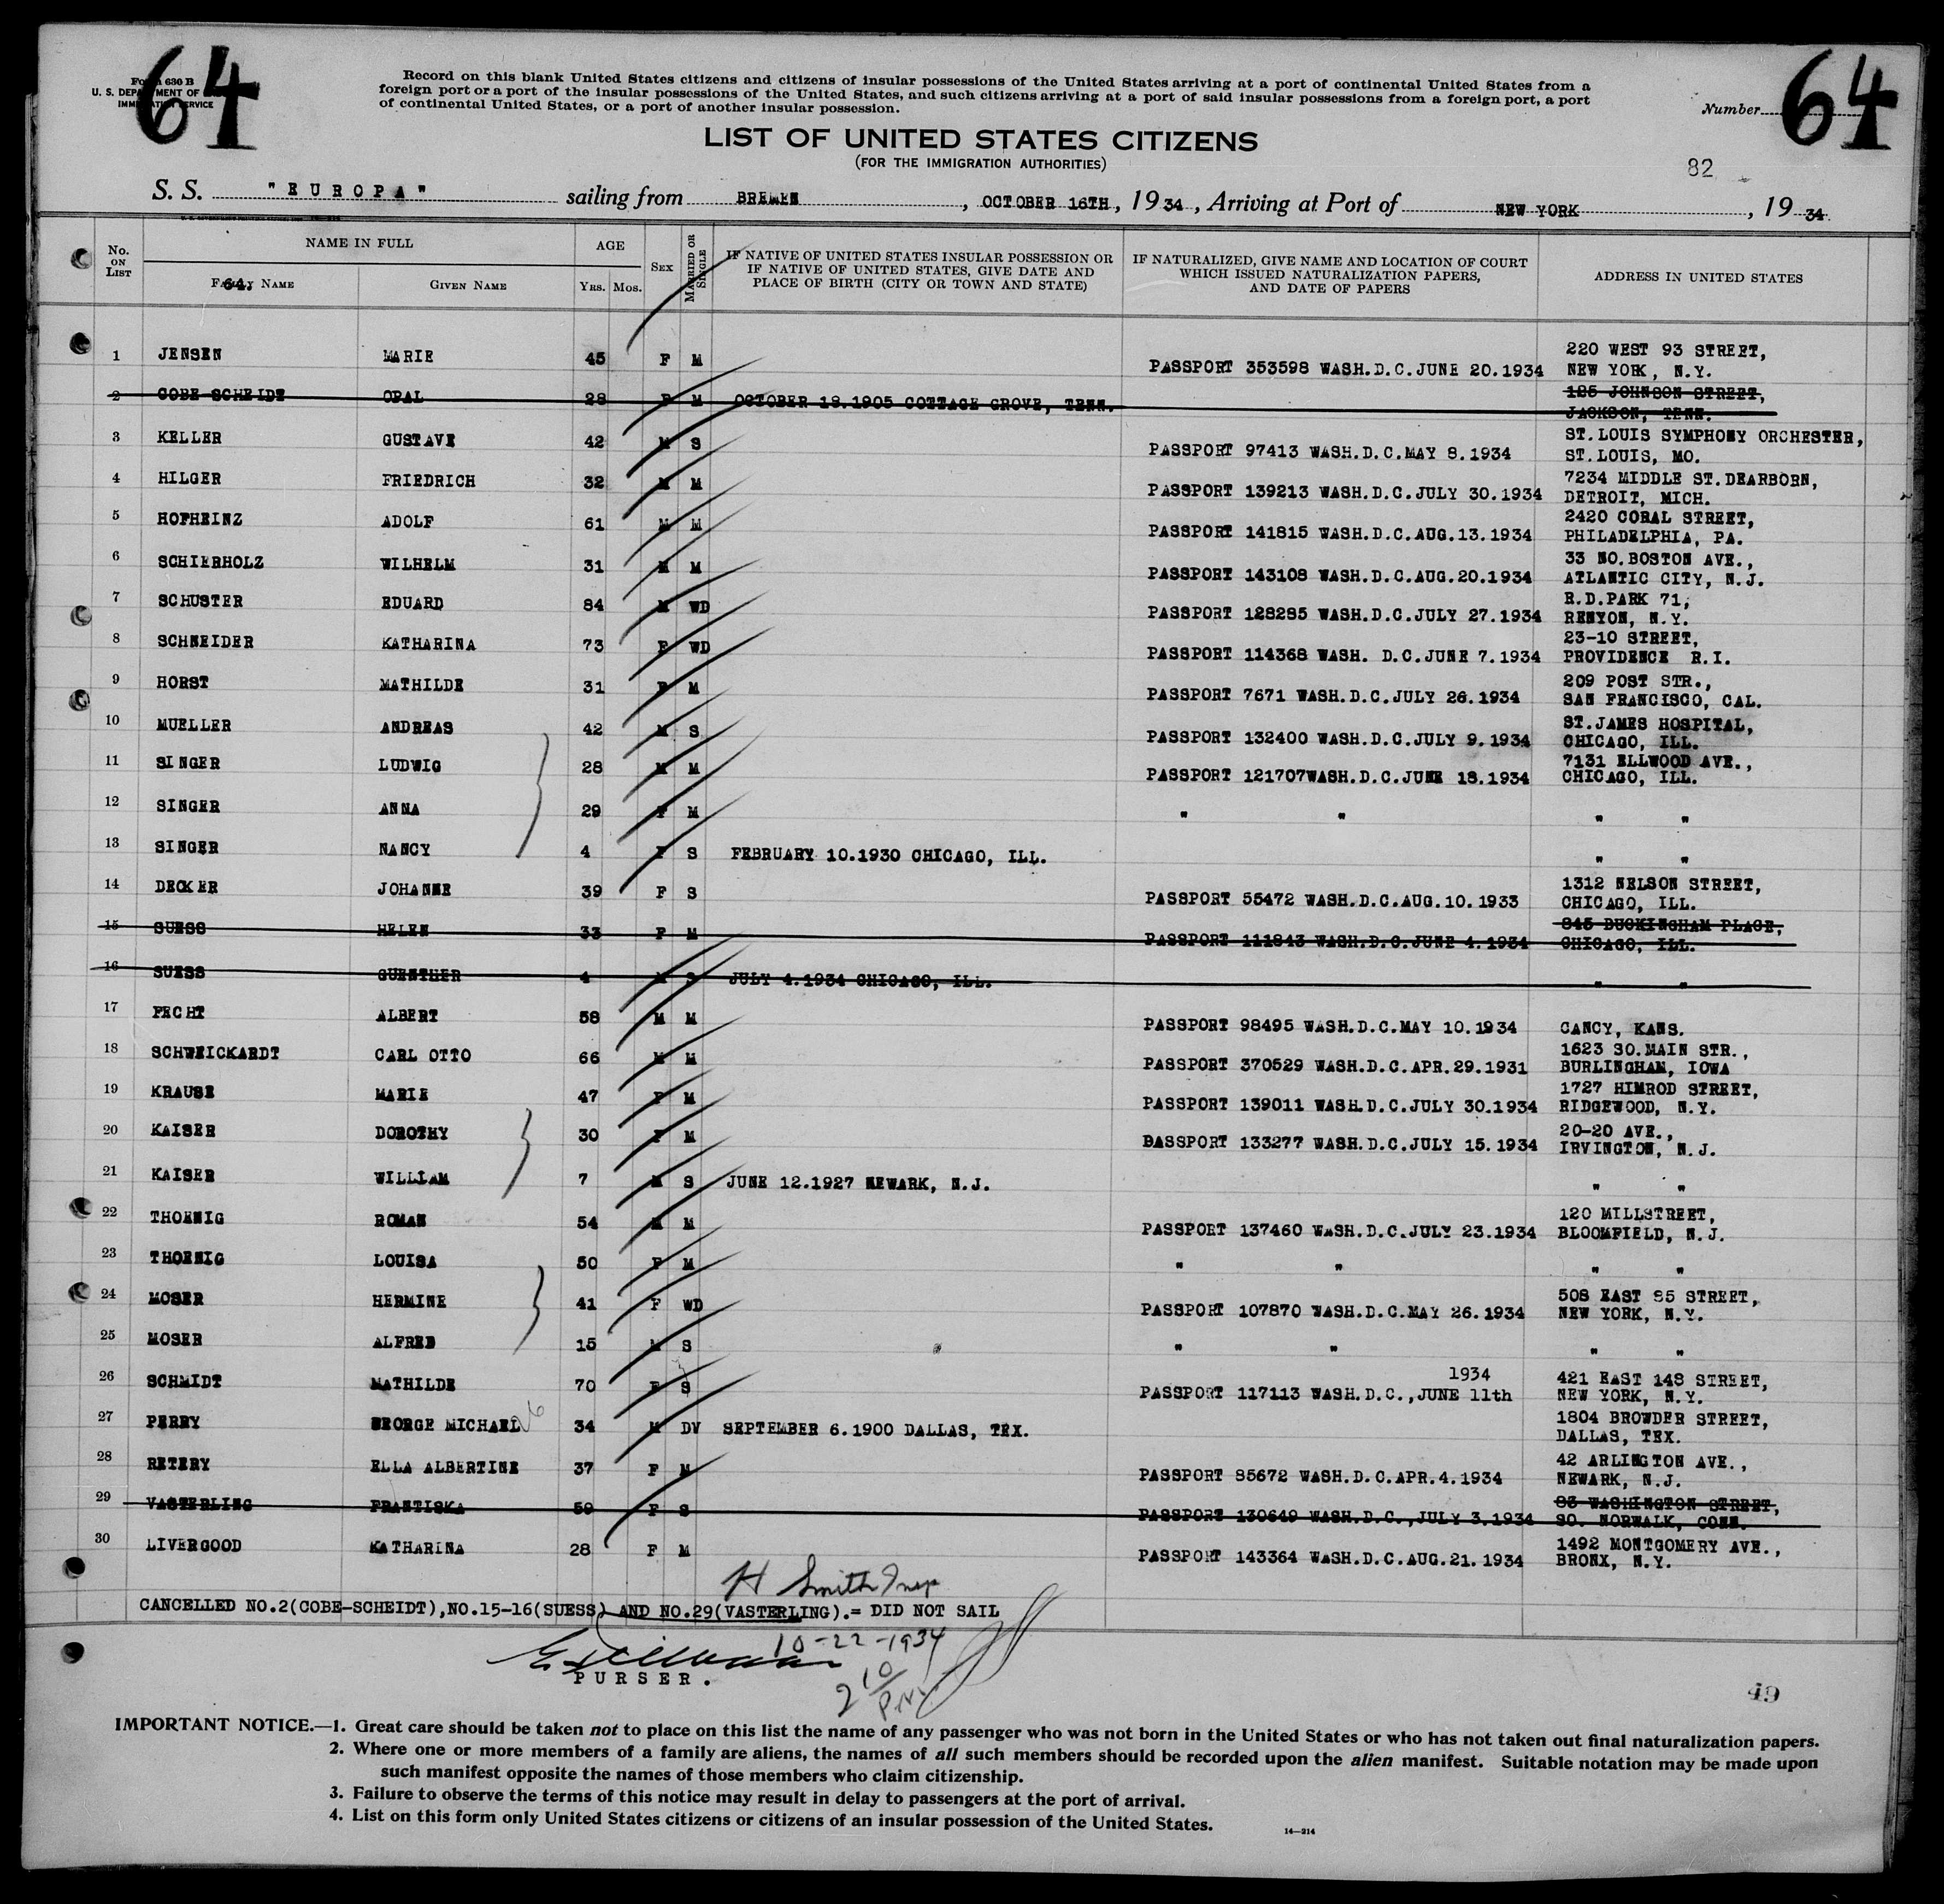 64
64
Form 630 B
U. S. DEPARTMENT OF
IMMIGRATION SERVICE
Record on this blank United States citizens and citizens of insular possessions of the United States arriving at a port of continental United States from a
foreign port or a port of the insular possessions of the United States, and such citizens arriving at a port of said insular possessions from a foreign port, a port
of continental United States, or a port of another insular possession.
Number
LIST OF UNITED STATES CITIZENS
(FOR THE IMMIGRATION AUTHORITIES)
82
S. S. "EUROPA" sailing from BREMEN, OCTOBER 16TH, 1934, Arriving at Port of NEW YORK, 1934
No. ON LIST NAME IN FULL AGE SEX MARRIED OR SINGLE IF NATIVE OF UNITED STATES INSULAR POSSESSION OR IF NATIVE OF UNITED STATES, GIVE DATE AND PLACE OF BIRTH (CITY OR TOWN AND STATE) IF NATURALIZED, GIVE NAME AND LOCATION OF COURT WHICH ISSUED NATURALIZATION PAPERS, AND DATE OF PAPERS ADDRESS IN UNITED STATES
FAMILY NAME 64. GIVEN NAME YRS. MOS.
1 JENSEN MARIE 45 F M PASSPORT 353598 WASH.D.C.JUNE 20.1934 220 WEST 93 STREET, NEW YORK, N.Y.
2 COBE-SCHEIDT OPAL 28 F M OCTOBER 18.1905 COTTAGE GROVE, TENN. 125 JOHNSON STREET, JACKSON, TENN.
3 KELLER GUSTAVE 42 M S PASSPORT 97413 WASH.D.C.MAY 8.1934 ST.LOUIS SYMPHONY ORCHESTER, ST.LOUIS, MO.
4 HILGER FRIEDRICH 32 M M PASSPORT 139213 WASH.D.C.JULY 30.1934 7234 MIDDLE ST.DEARBORN, DETROIT, MICH.
5 HOFHEINZ ADOLF 61 M M PASSPORT 141815 WASH.D.C.AUG.13.1934 2420 CORAL STREET, PHILADELPHIA, PA.
6 SCHIERHOLZ WILHELM 31 M M PASSPORT 143108 WASH.D.C.AUG.20.1934 33 NO.BOSTON AVE., ATLANTIC CITY, N.J.
7 SCHUSTER EDUARD 84 M WD PASSPORT 128285 WASH.D.C.JULY 27.1934 R.D.PARK 71, RENYON, N.Y.
8 SCHNEIDER KATHARINA 73 F WD PASSPORT 114368 WASH. D.C.JUNE 7.1934 23-10 STREET, PROVIDENCE R.I.
9 HORST MATHILDE 31 F M PASSPORT 7671 WASH.D.C.JULY 26.1934 209 POST STR., SAN FRANCISCO, CAL.
10 MUELLER ANDREAS 42 M S PASSPORT 132400 WASH.D.C.JULY 9.1934 ST.JAMES HOSPITAL, CHICAGO, ILL.
11 SINGER LUDWIG 28 M M PASSPORT 121707WASH.D.C.JUNE 18.1934 7131 ELLWOOD AVE., CHICAGO, ILL.
12 SINGER ANNA 29 F M " " " "
13 SINGER NANCY 4 F S FEBRUARY 10.1930 CHICAGO, ILL. " "
14 DECKER JOHANNE 39 F S PASSPORT 55472 WASH.D.C.AUG.10.1933 1312 NELSON STREET, CHICAGO, ILL.
15 SUESS HELEN 33 F M PASSPORT 111843 WASH.D.C.JUNE 4.1934 845 BUCKINGHAM PLACE, CHICAGO, ILL.
16 SUESS GUENTHER 4 M S JULY 4.1934 CHICAGO, ILL. " "
17 FECHT ALBERT 58 M M PASSPORT 98495 WASH.D.C.MAY 10.1934 CANCY, KANS.
18 SCHWEICKARDT CARL OTTO 66 M M PASSPORT 370529 WASH.D.C.APR.29.1931 1623 SO.MAIN STR., BURLINGHAM, IOWA
19 KRAUSE MARIE 47 F M PASSPORT 139011 WASH.D.C.JULY 30.1934 1727 HIMROD STREET, RIDGEWOOD, N.Y.
20 KAISER DOROTHY 30 F M PASSPORT 133277 WASH.D.C.JULY 15.1934 20-20 AVE., IRVINGTON, N.J.
21 KAISER WILLIAM 7 M S JUNE 12.1927 NEWARK, N.J. " "
22 THOENIG ROMAN 54 M M PASSPORT 137460 WASH.D.C.JULY 23.1934 120 MILLSTREET, BLOOMFIELD, N.J.
23 THOENIG LOUISA 50 F M " " " "
24 MOSER HERMINE 41 F WD PASSPORT 107870 WASH.D.C.MAY 26.1934 508 EAST 85 STREET, NEW YORK, N.Y.
25 MOSER ALFRED 15 M S " " " "
26 SCHMIDT MATHILDE 70 F S PASSPORT 117113 WASH.D.C.,JUNE 11th 1934 421 EAST 148 STREET, NEW YORK, N.Y.
27 PERRY GEORGE MICHAEL 34 M DV SEPTEMBER 6.1900 DALLAS, TEX. 1804 BROWDER STREET, DALLAS, TEX.
28 RETERY ELLA ALBERTINE 37 F M PASSPORT 85672 WASH.D.C.APR.4.1934 42 ARLINGTON AVE., NEWARK, N.J.
29 VASTERLING FRANTISKA 59 F S PASSPORT 130649 WASH.D.C.,JULY 3.1934 83 WASHINGTON STREET, SO. NORWALK, CONN.
30 LIVERGOOD KATHARINA 28 F M PASSPORT 143364 WASH.D.C.AUG.21.1934 1492 MONTGOMERY AVE., BRONX, N.Y.
H Smith Insp
CANCELLED NO.2(COBE-SCHEIDT),NO.15-16(SUESS) AND NO.29(VASTERLING).= DID NOT SAIL
10-22-1934
PURSER.
2 10/ P.M.
49
IMPORTANT NOTICE.—1. Great care should be taken not to place on this list the name of any passenger who was not born in the United States or who has not taken out final naturalization papers.
2. Where one or more members of a family are aliens, the names of all such members should be recorded upon the alien manifest. Suitable notation may be made upon
such manifest opposite the names of those members who claim citizenship.
3. Failure to observe the terms of this notice may result in delay to passengers at the port of arrival.
4. List on this form only United States citizens or citizens of an insular possession of the United States.
14—214